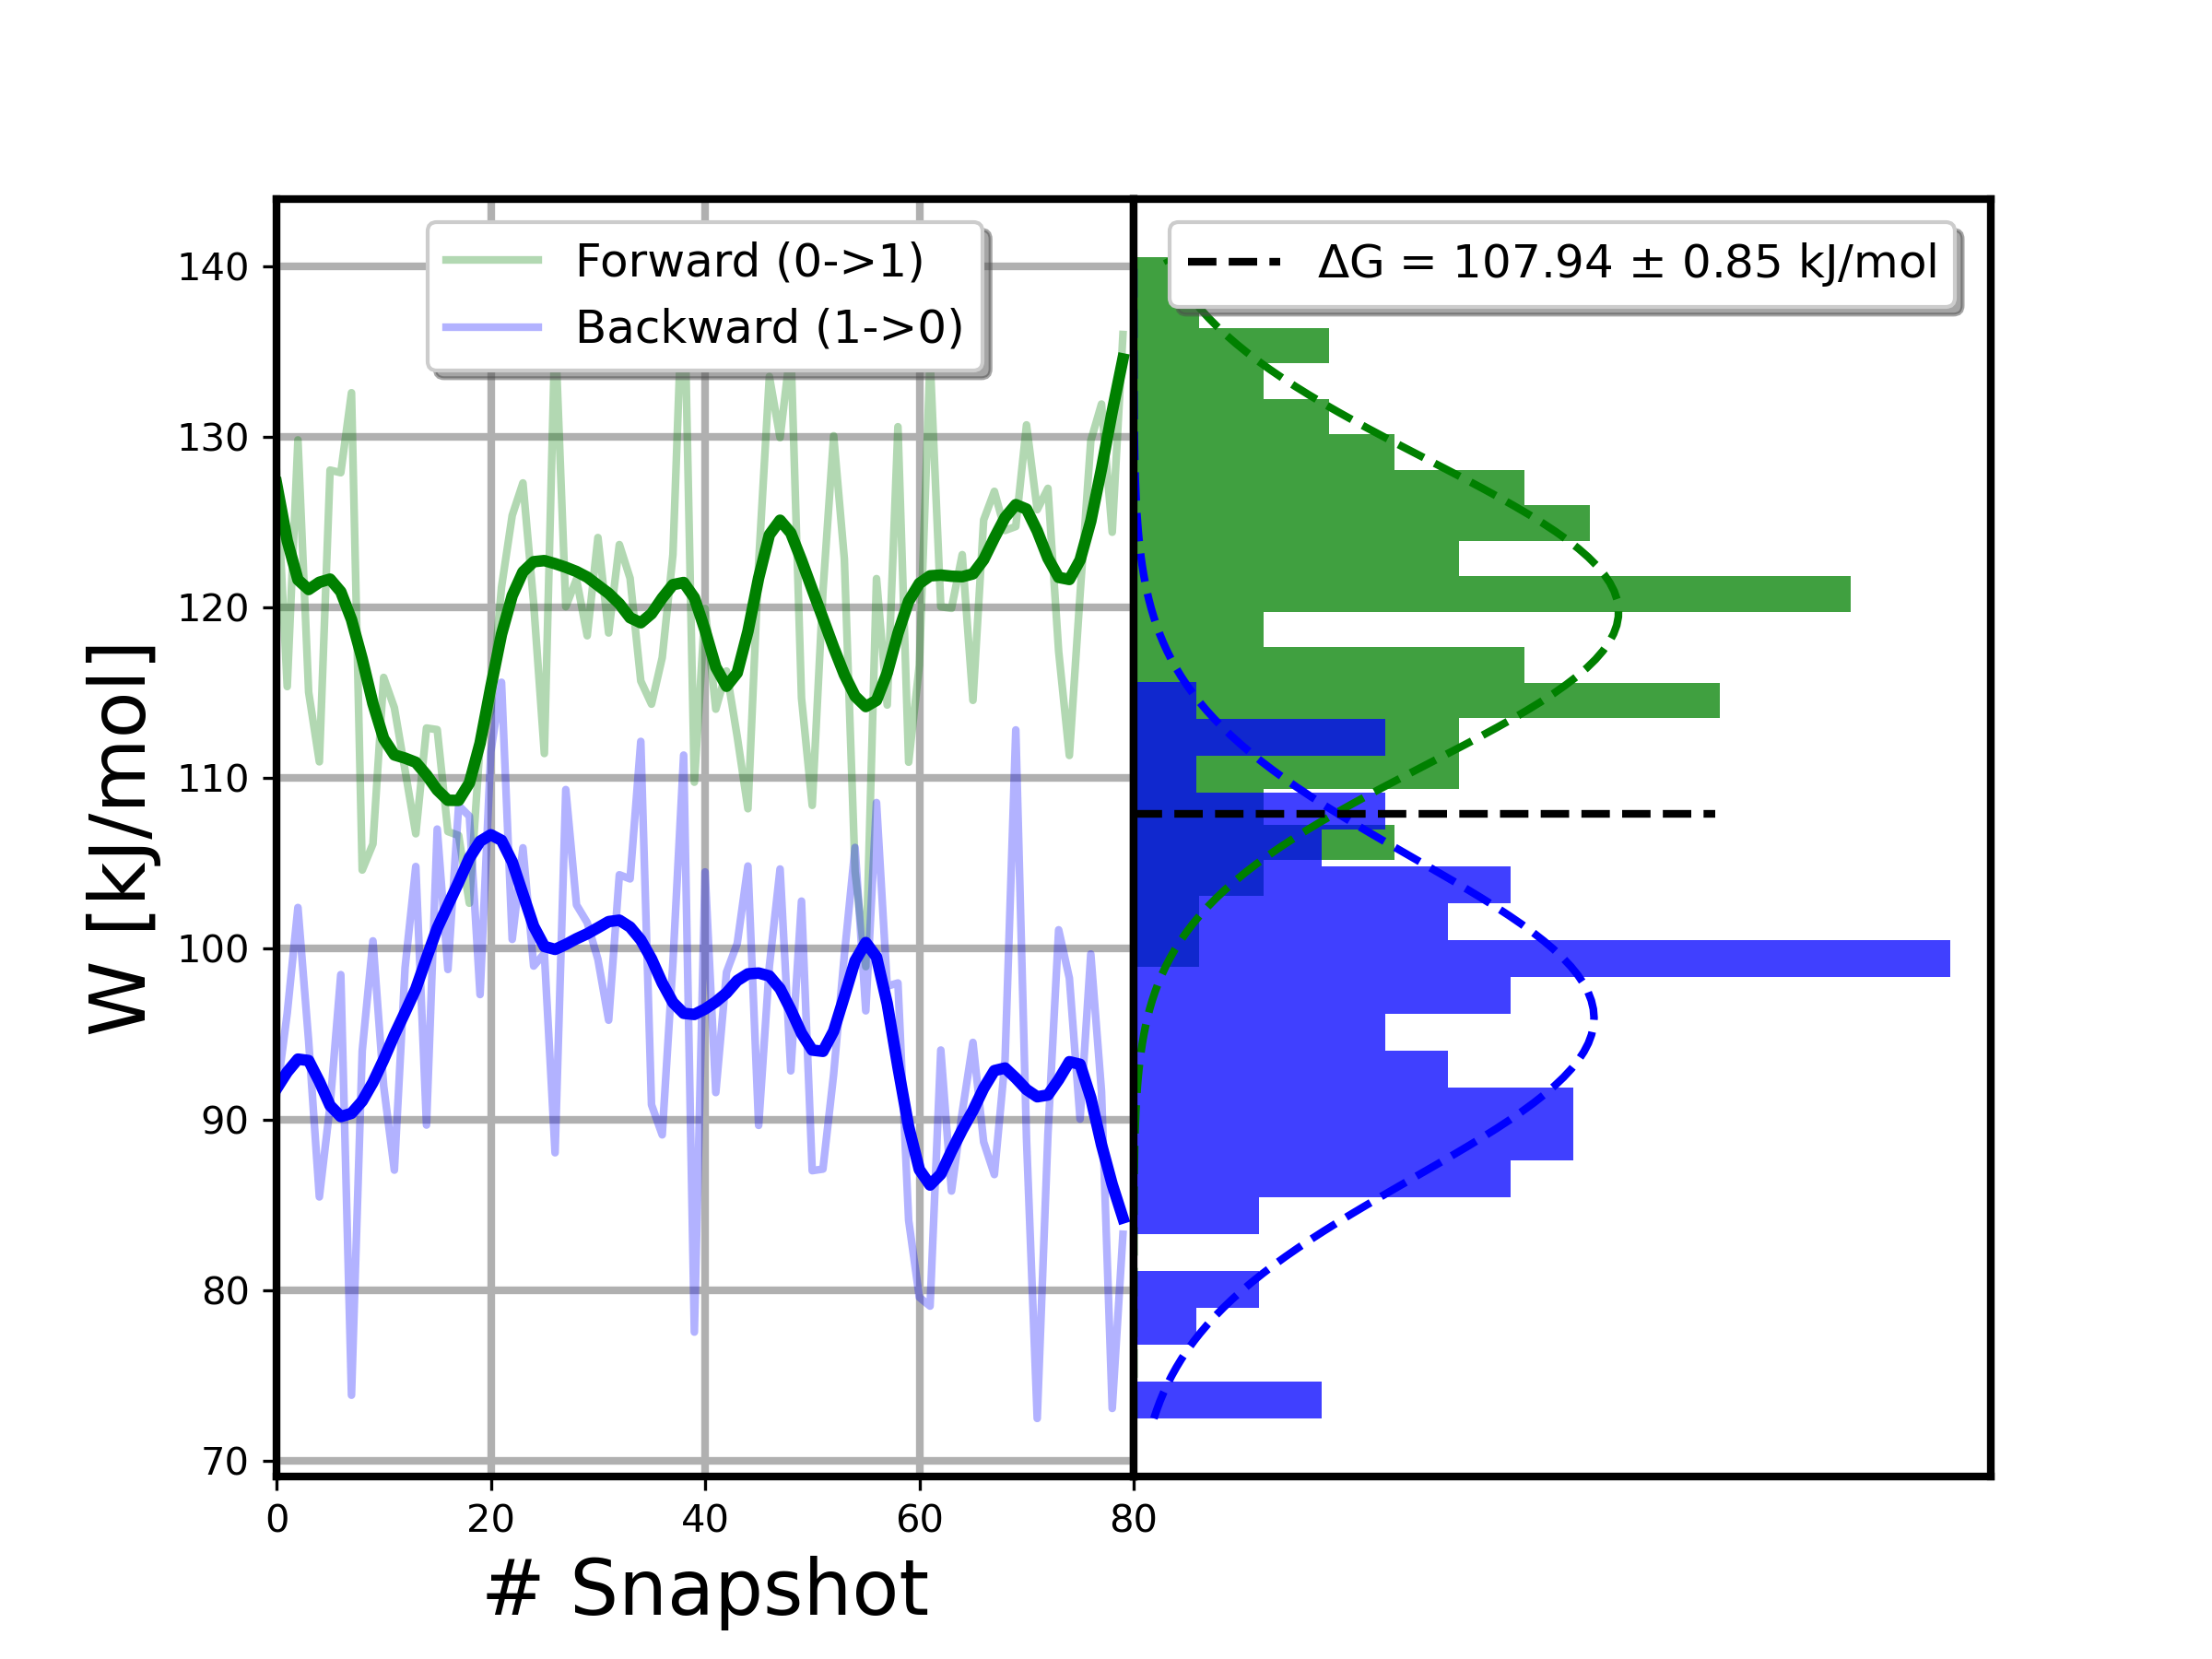 Forward (0->1)
Backward (1->0)
ΔG = 107.94 ± 0.85 kJ/mol
140
130
120
110
100
90
80
70
W [kJ/mol]
0 20 40 60 80
# Snapshot